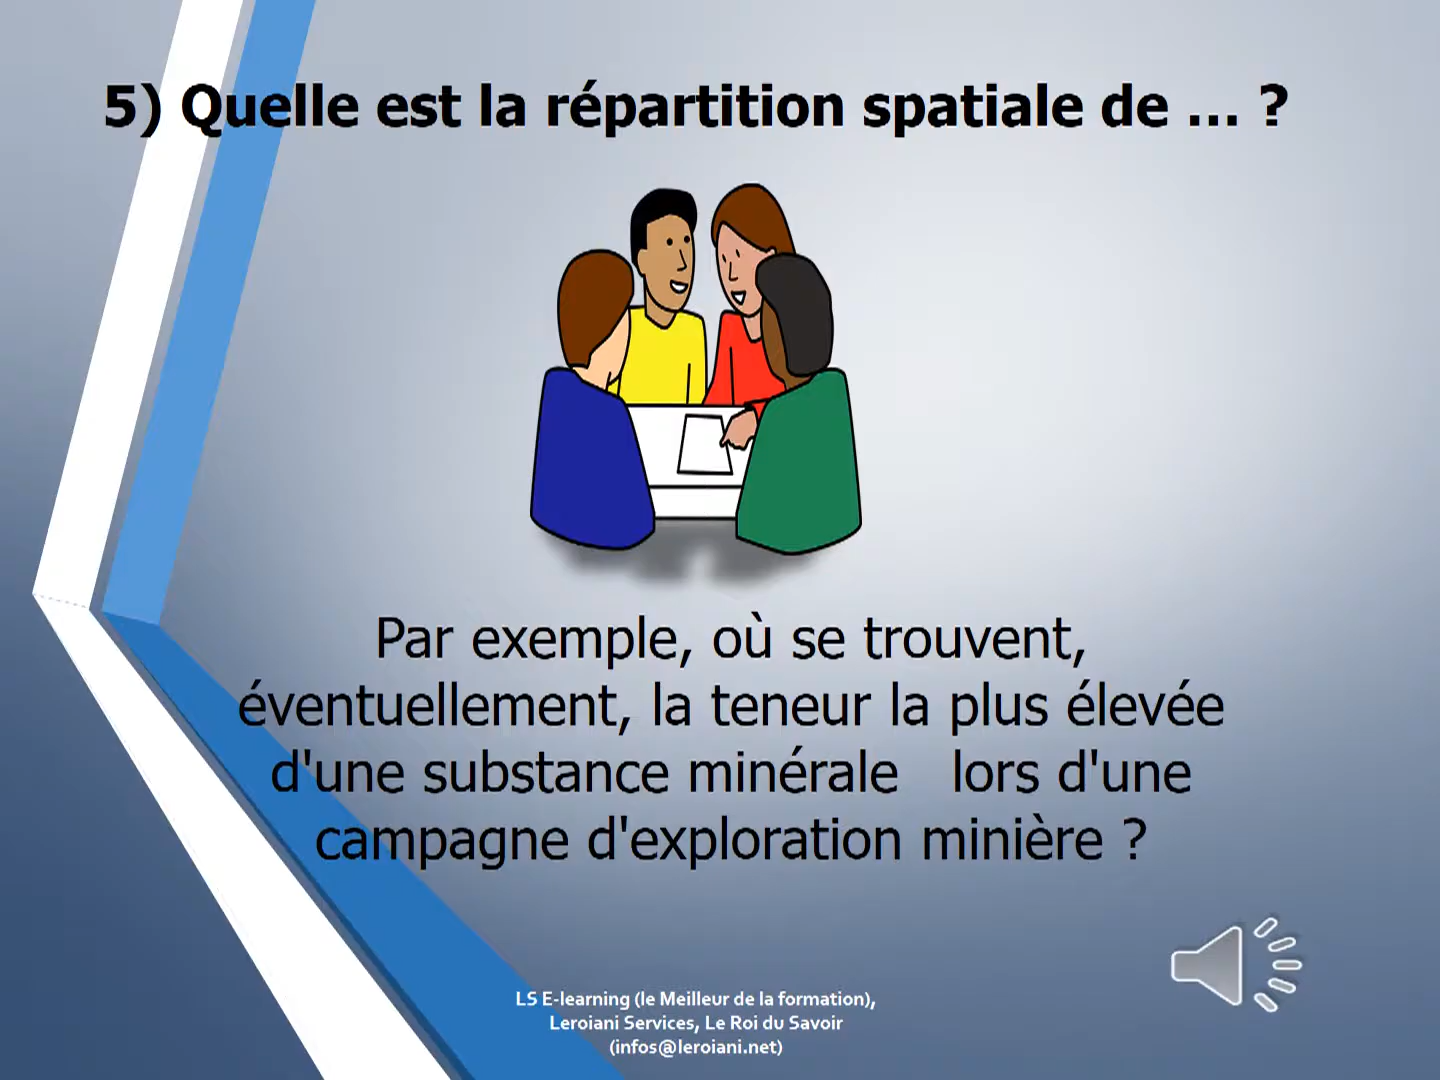 5) Quelle est la répartition spatiale de ... ?
Par exemple, où se trouvent,
éventuellement, la teneur la plus élevée
d'une substance minérale   lors d'une
campagne d'exploration minière ?
LS E-learning (le Meilleur de la formation),
Leroiani Services, Le Roi du Savoir
(infos@leroiani.net)